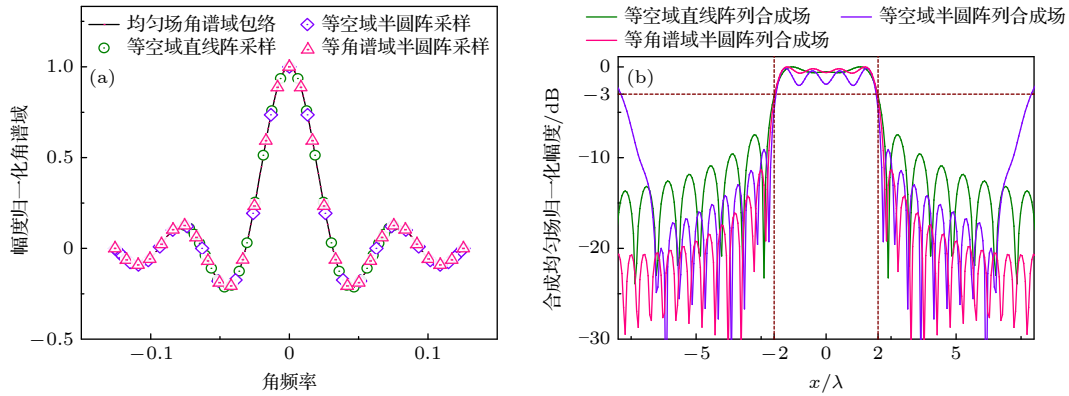 均匀场角谱域包络 等空域半圆阵采样
等空域直线阵采样 等角谱域半圆阵采样
(a)
1.0
0.5
0
−0.5
−0.1 0 0.1
角频率
幅度归一化角谱域
等空域直线阵列合成场 等空域半圆阵列合成场
等角谱域半圆阵列合成场
(b)
0
−3
−10
−20
−30
−5 −2 0 2 5
x/λ
合成均匀场归一化幅度/dB